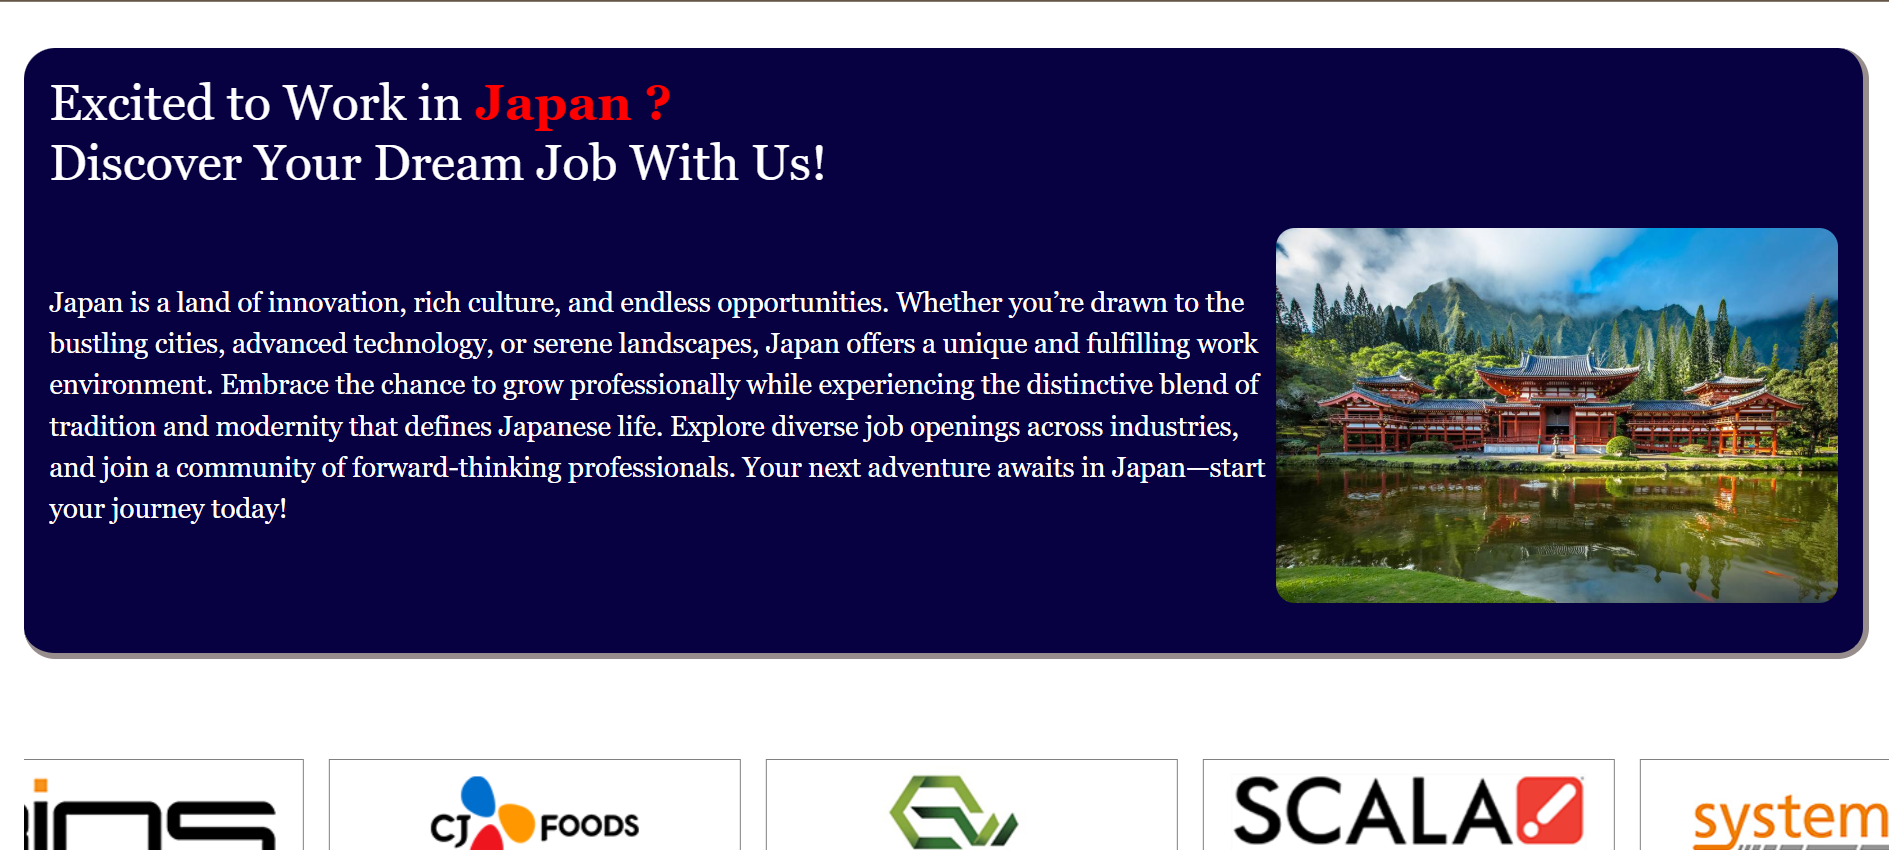 Excited to Work in Japan ?
Discover Your Dream Job With Us!
Japan is a land of innovation, rich culture, and endless opportunities. Whether you’re drawn to the
bustling cities, advanced technology, or serene landscapes, Japan offers a unique and fulfilling work
environment. Embrace the chance to grow professionally while experiencing the distinctive blend of
tradition and modernity that defines Japanese life. Explore diverse job openings across industries,
and join a community of forward-thinking professionals. Your next adventure awaits in Japan—start
your journey today!
CJ FOODS
SCALA
system